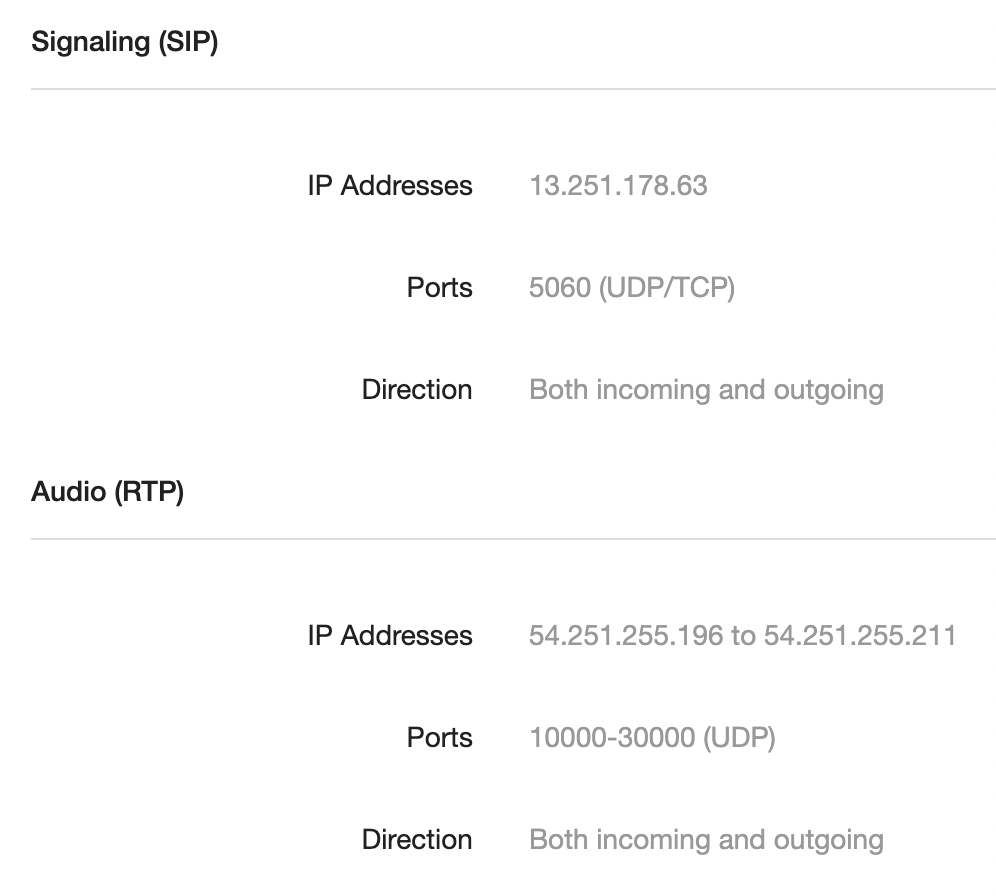 Signaling (SIP)
IP Addresses 13.251.178.63
Ports 5060 (UDP/TCP)
Direction Both incoming and outgoing
Audio (RTP)
IP Addresses 54.251.255.196 to 54.251.255.211
Ports 10000-30000 (UDP)
Direction Both incoming and outgoing